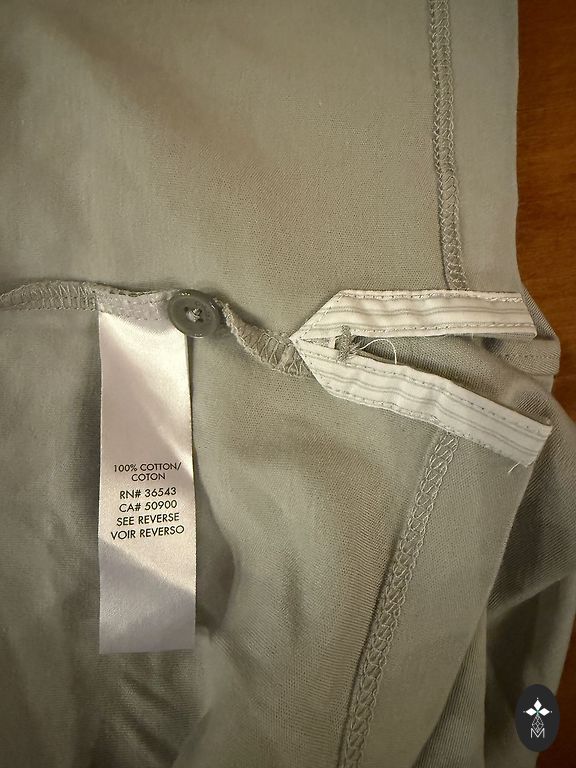 100% COTTON/
COTON
RN# 36543
CA# 50900
SEE REVERSE
VOIR REVERSO
M